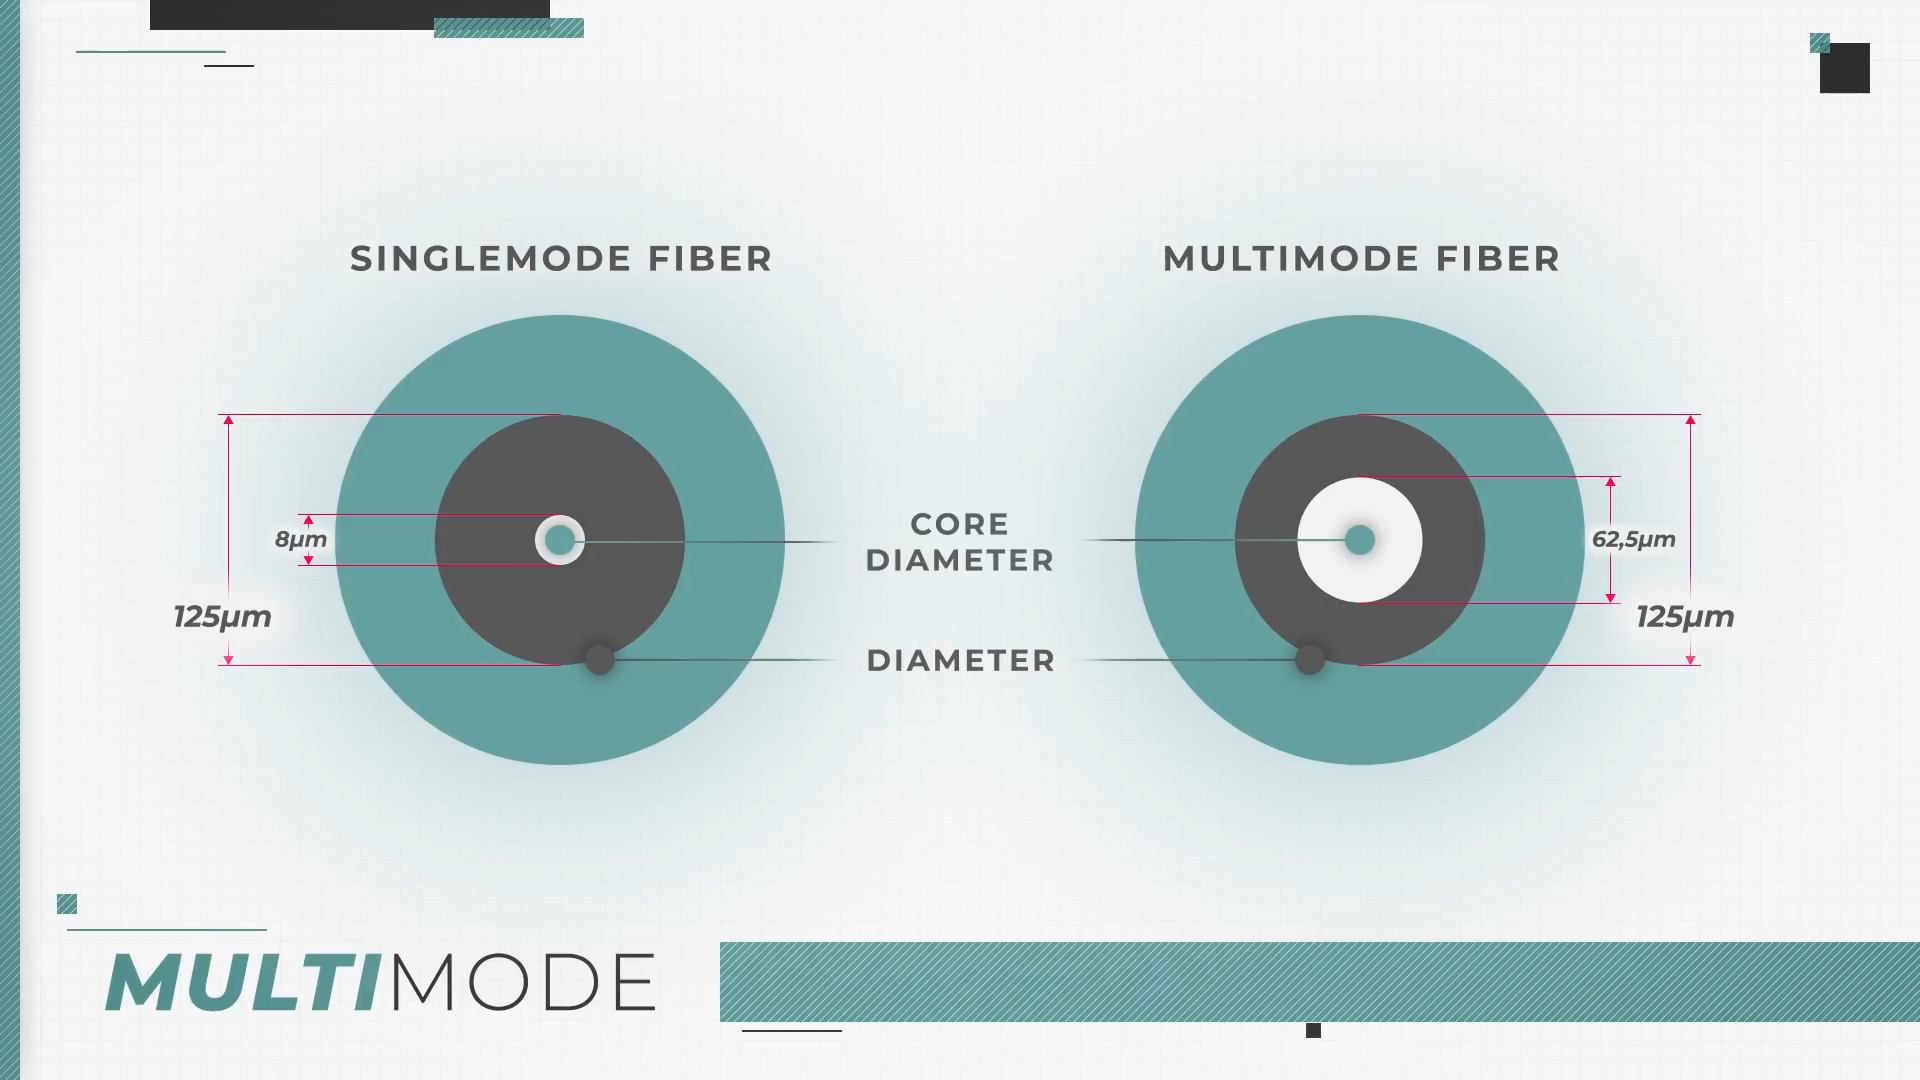 SINGLEMODE FIBER
MULTIMODE FIBER
CORE
DIAMETER
8µm
62,5µm
125µm
125µm
DIAMETER
MULTIMODE